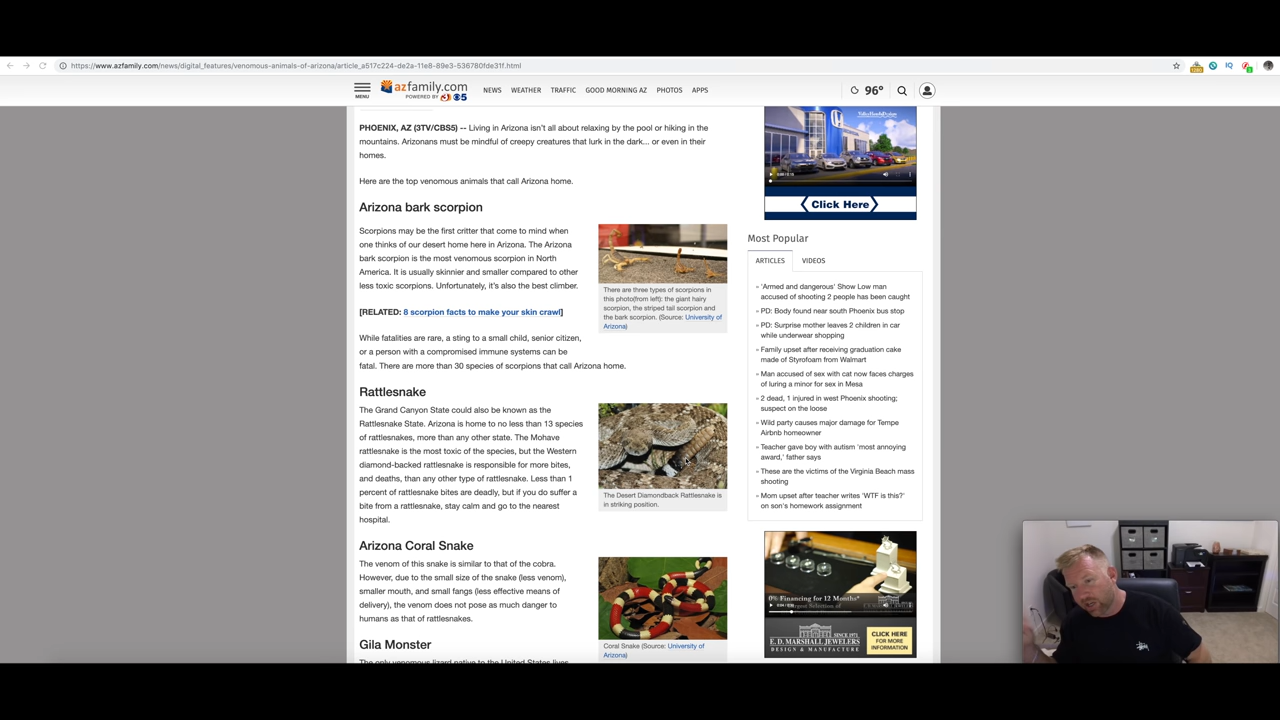 https://www.azfamily.com/news/digital_features/venomous-animals-of-arizona/article_a517c224-de2a-11e8-89e3-536780fde31f.html
MENU
azfamily.com
POWERED BY 3 5
NEWS WEATHER TRAFFIC GOOD MORNING AZ PHOTOS APPS
96°
PHOENIX, AZ (3TV/CBS5) -- Living in Arizona isn't all about relaxing by the pool or hiking in the
mountains. Arizonans must be mindful of creepy creatures that lurk in the dark... or even in their
homes.
Here are the top venomous animals that call Arizona home.
Arizona bark scorpion
Scorpions may be the first critter that come to mind when
one thinks of our desert home here in Arizona. The Arizona
bark scorpion is the most venomous scorpion in North
America. It is usually skinnier and smaller compared to other
less toxic scorpions. Unfortunately, it's also the best climber.
There are three types of scorpions in
this photo(from left): the giant hairy
scorpion, the striped tail scorpion and
the bark scorpion. (Source: University of
Arizona)
[RELATED: 8 scorpion facts to make your skin crawl]
While fatalities are rare, a sting to a small child, senior citizen,
or a person with a compromised immune systems can be
fatal. There are more than 30 species of scorpions that call Arizona home.
Rattlesnake
The Grand Canyon State could also be known as the
Rattlesnake State. Arizona is home to no less than 13 species
of rattlesnakes, more than any other state. The Mohave
rattlesnake is the most toxic of the species, but the Western
diamond-backed rattlesnake is responsible for more bites,
and deaths, than any other type of rattlesnake. Less than 1
percent of rattlesnake bites are deadly, but if you do suffer a
bite from a rattlesnake, stay calm and go to the nearest
hospital.
The Desert Diamondback Rattlesnake is
in striking position.
Arizona Coral Snake
The venom of this snake is similar to that of the cobra.
However, due to the small size of the snake (less venom),
smaller mouth, and small fangs (less effective means of
delivery), the venom does not pose as much danger to
humans as that of rattlesnakes.
Coral Snake (Source: University of
Arizona)
Gila Monster
The only venomous lizard native to the United States lives
Click Here
Most Popular
ARTICLES VIDEOS
» 'Armed and dangerous' Show Low man
accused of shooting 2 people has been caught
» PD: Body found near south Phoenix bus stop
» PD: Surprise mother leaves 2 children in car
while underwear shopping
» Family upset after receiving graduation cake
made of Styrofoam from Walmart
» Man accused of sex with cat now faces charges
of luring a minor for sex in Mesa
» 2 dead, 1 injured in west Phoenix shooting;
suspect on the loose
» Wild party causes major damage for Tempe
Airbnb homeowner
» Teacher gave boy with autism 'most annoying
award,' father says
» These are the victims of the Virginia Beach mass
shooting
» Mom upset after teacher writes 'WTF is this?'
on son's homework assignment
0% Financing for 12 Months*
Largest Selection of
SINCE 1971
E. D. MARSHALL JEWELERS
DESIGN & MANUFACTURE
CLICK HERE
FOR MORE
INFORMATION